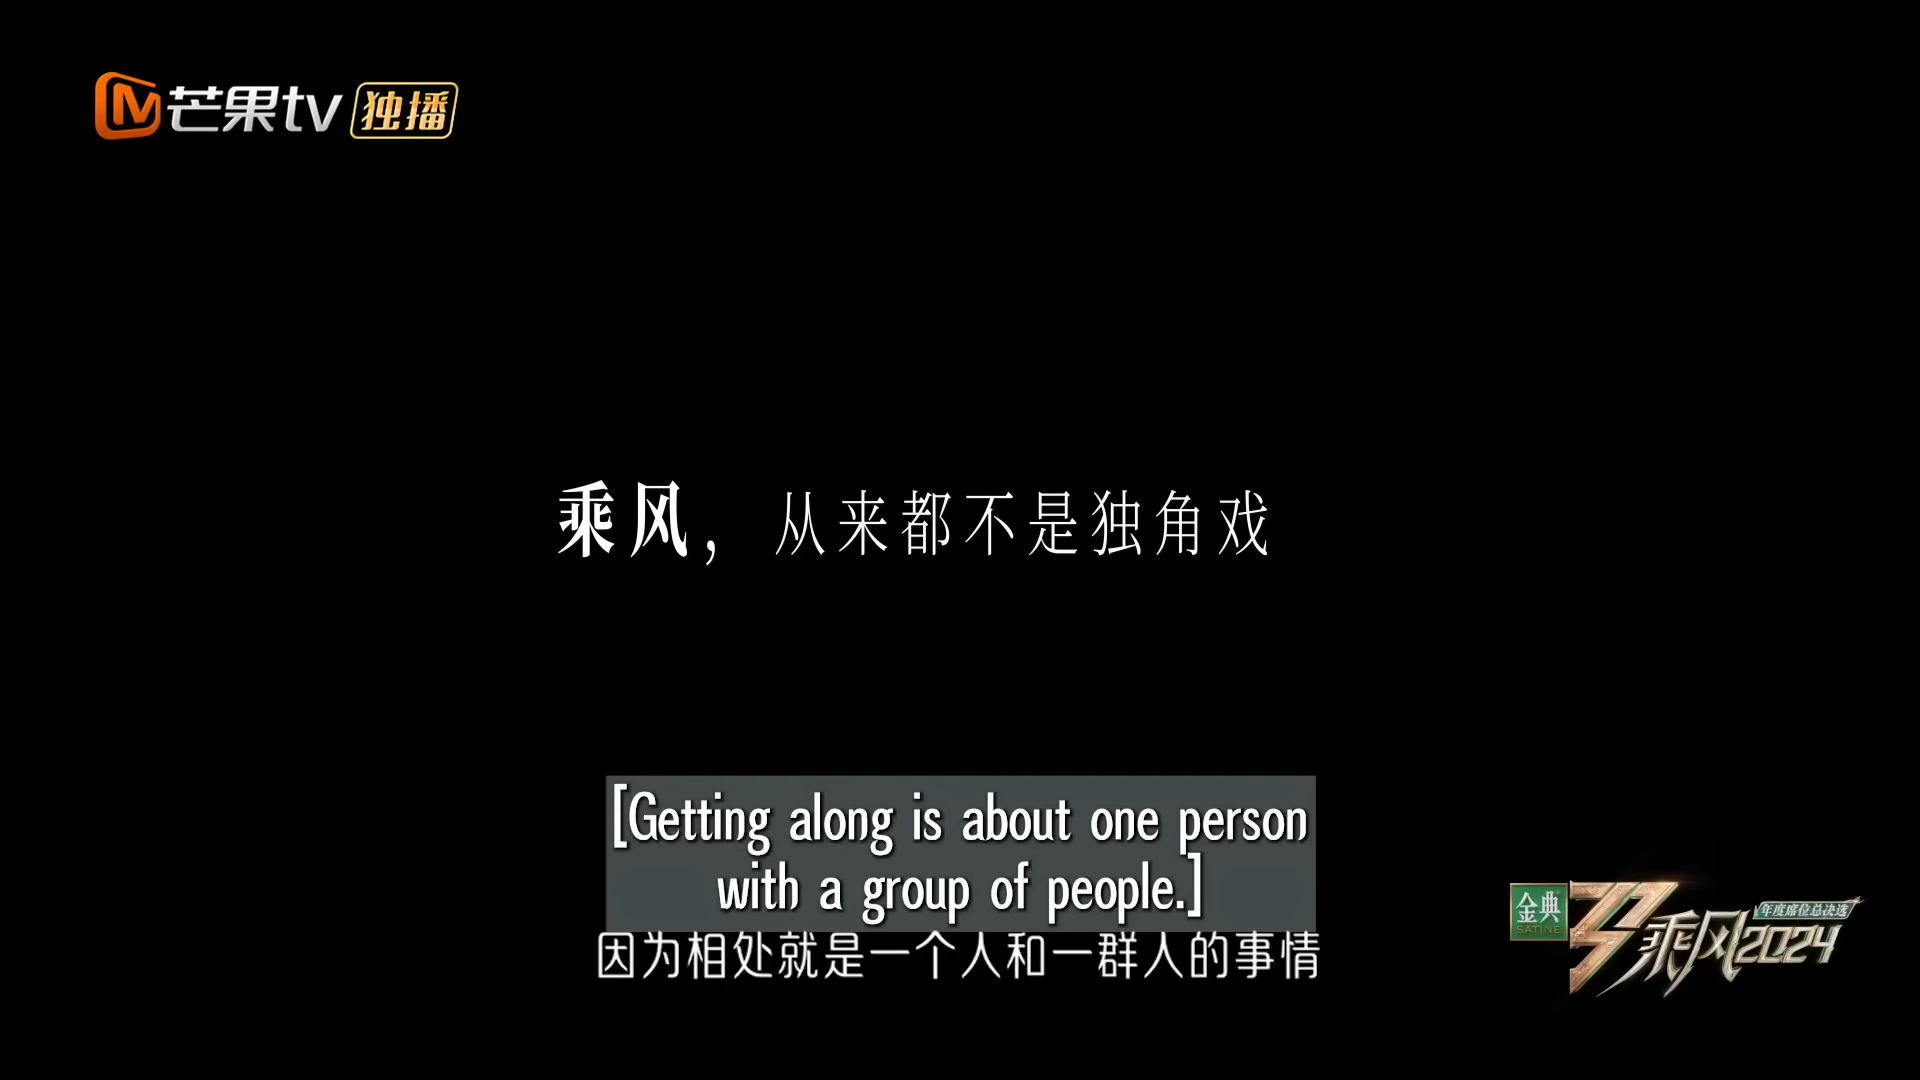 芒果tv 独播
乘风，从来都不是独角戏
[Getting along is about one person
with a group of people.]
因为相处就是一个人和一群人的事情
金典
SATINE
年度席位总决选
乘风2024